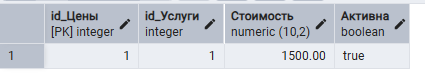 id_Цены
[PK] integer
id_Услуги
integer
Стоимость
numeric (10,2)
Активна
boolean
1
1
1
1500.00
true